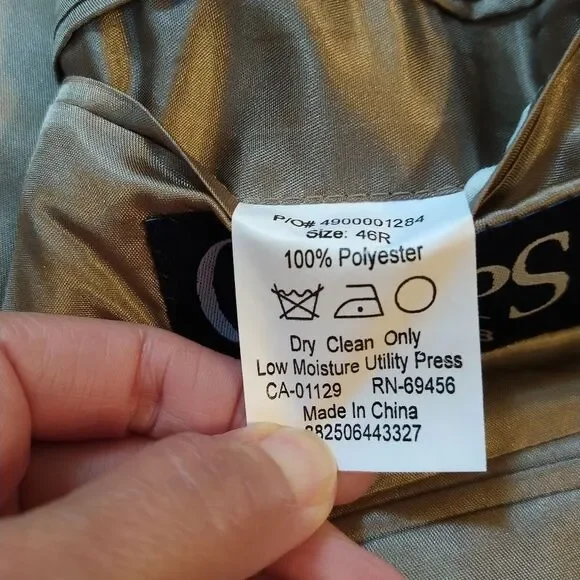 P/O# 4900001284
Size: 46R
100% Polyester
Dry Clean Only
Low Moisture Utility Press
CA-01129 RN-69456
Made In China
82506443327